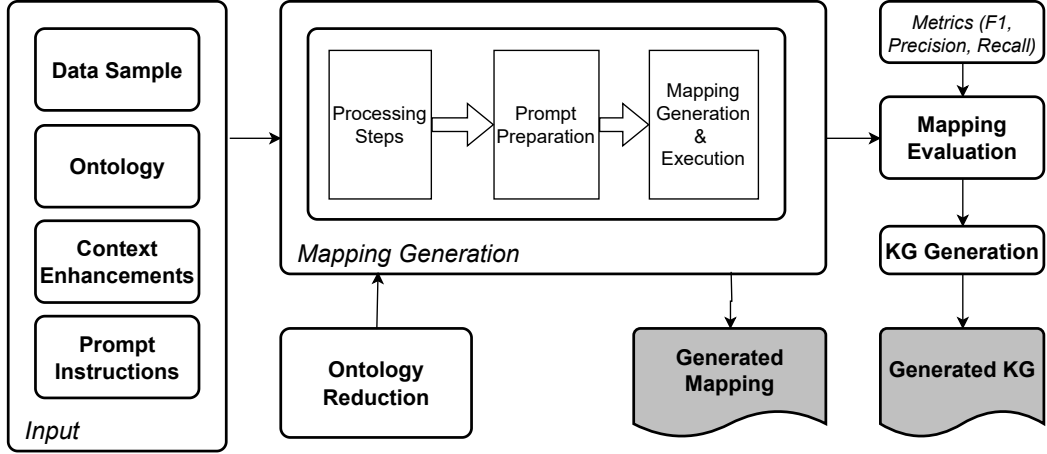 Data Sample
Ontology
Context
Enhancements
Prompt
Instructions
Input
Processing
Steps
Prompt
Preparation
Mapping
Generation
&
Execution
Mapping Generation
Ontology
Reduction
Generated
Mapping
Metrics (F1,
Precision, Recall)
Mapping
Evaluation
KG Generation
Generated KG